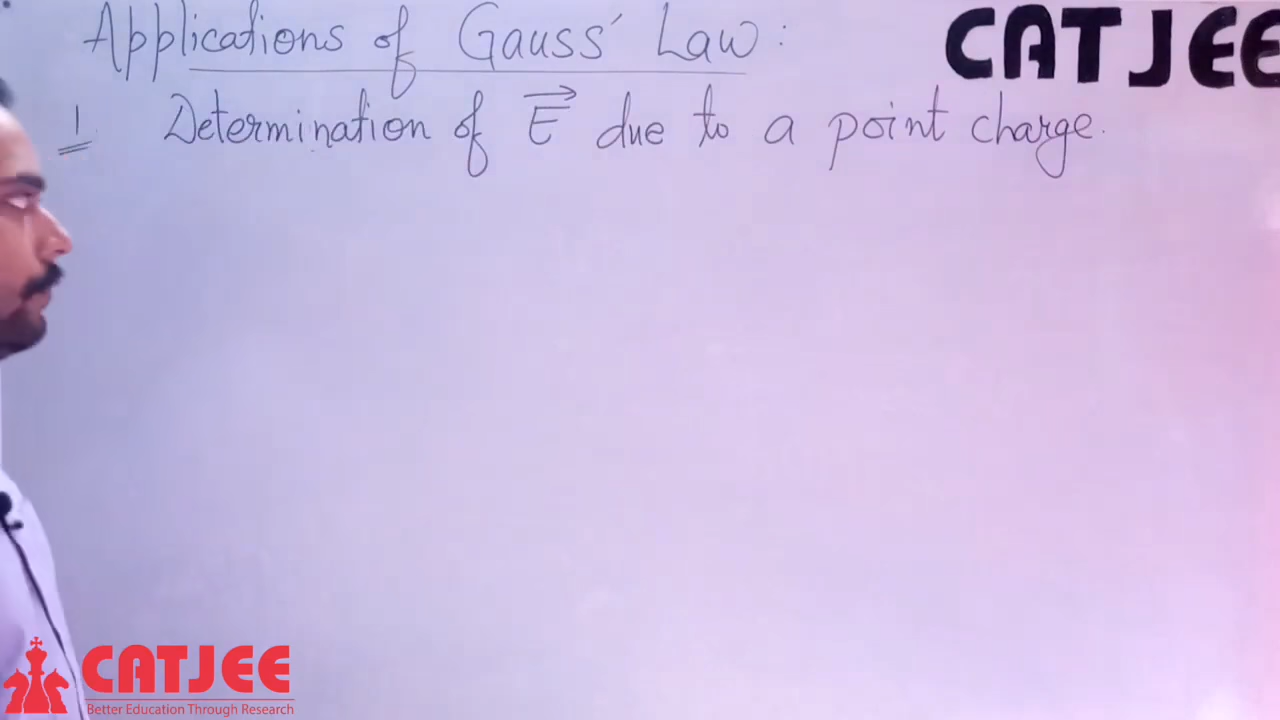 Applications of Gauss' Law :
CATJEE
1 Determination of E due to a point charge.
CATJEE
Better Education Through Research